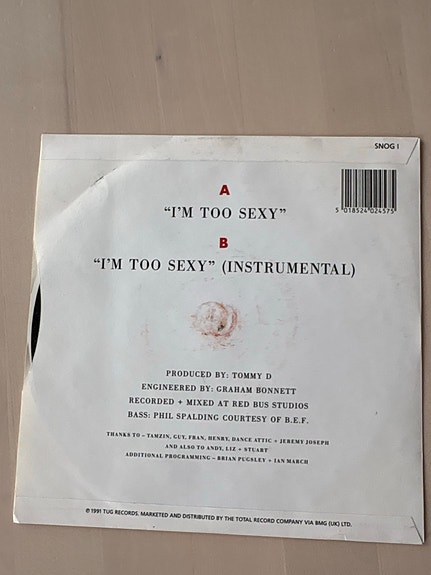 SNOG 1
5 018524 024575
A
“I'M TOO SEXY”
B
“I'M TOO SEXY” (INSTRUMENTAL)
PRODUCED BY: TOMMY D
ENGINEERED BY: GRAHAM BONNETT
RECORDED + MIXED AT RED BUS STUDIOS
BASS: PHIL SPALDING COURTESY OF B.E.F.
THANKS TO – TAMZIN, GUY, FRAN, HENRY, DANCE ATTIC + JEREMY JOSEPH
AND ALSO TO ANDY, LIZ + STUART
ADDITIONAL PROGRAMMING – BRIAN PUGSLEY + IAN MARCH
℗ 1991 TUG RECORDS. MARKETED AND DISTRIBUTED BY THE TOTAL RECORD COMPANY VIA BMG (UK) LTD.